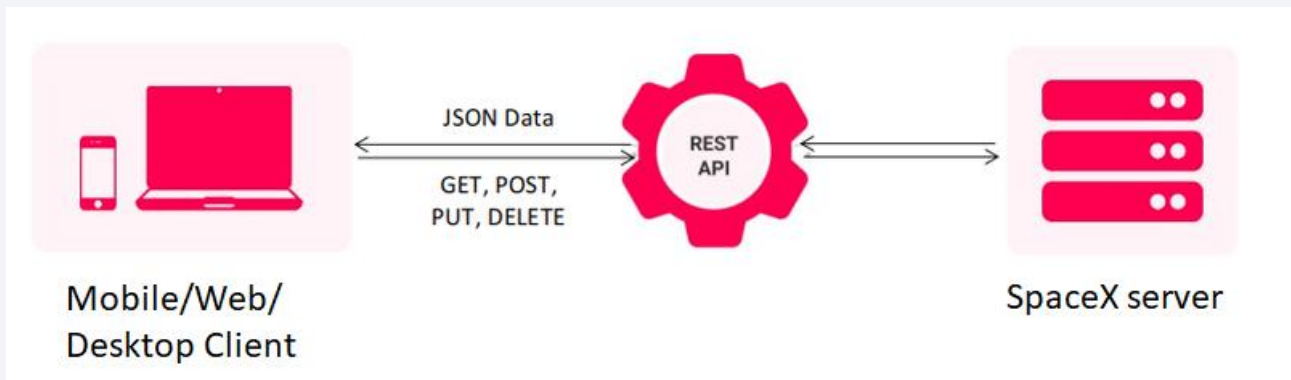 JSON Data
REST
API
GET, POST,
PUT, DELETE
Mobile/Web/
Desktop Client
SpaceX server